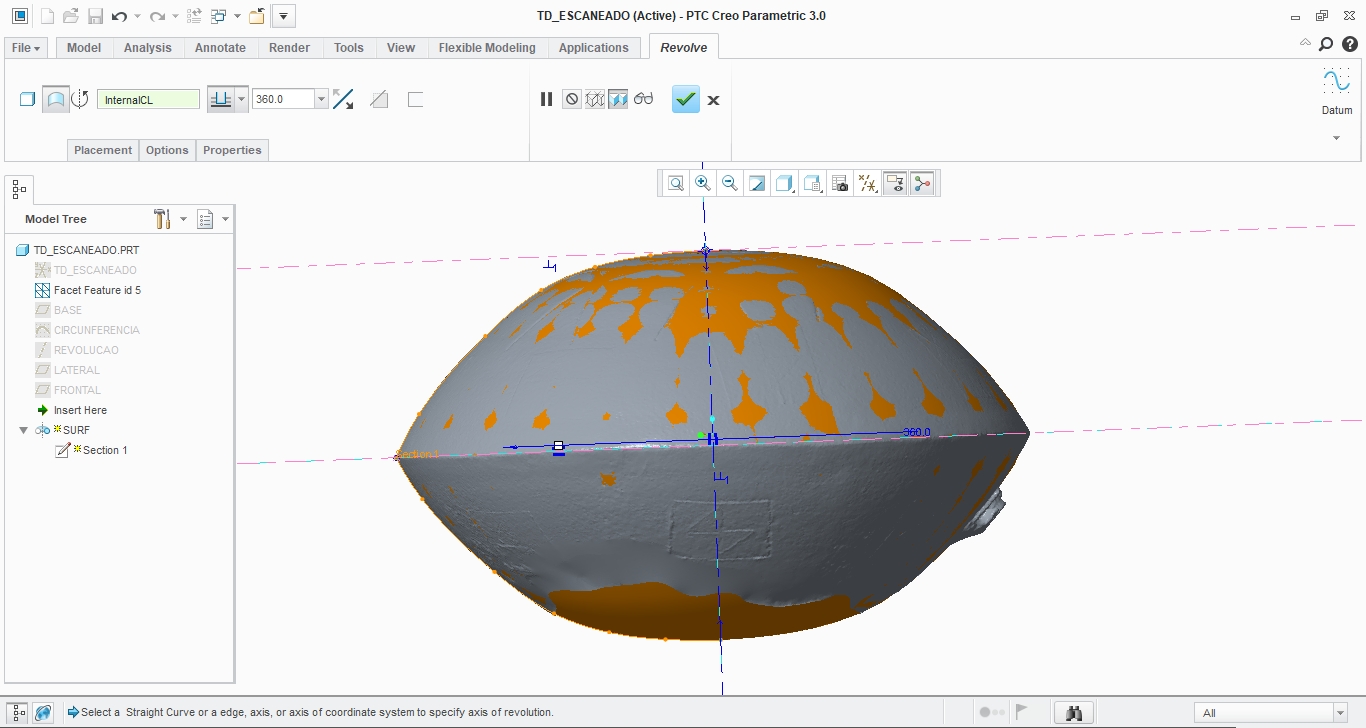 TD_ESCANEADO (Active) - PTC Creo Parametric 3.0
File Model Analysis Annotate Render Tools View Flexible Modeling Applications Revolve
InternalCL 360.0
Datum
Placement Options Properties
Model Tree
TD_ESCANEADO.PRT
TD_ESCANEADO
Facet Feature id 5
BASE
CIRCUNFERENCIA
REVOLUCAO
LATERAL
FRONTAL
Insert Here
SURF
Section 1
360.0
Section 1
Select a Straight Curve or a edge, axis, or axis of coordinate system to specify axis of revolution.
All